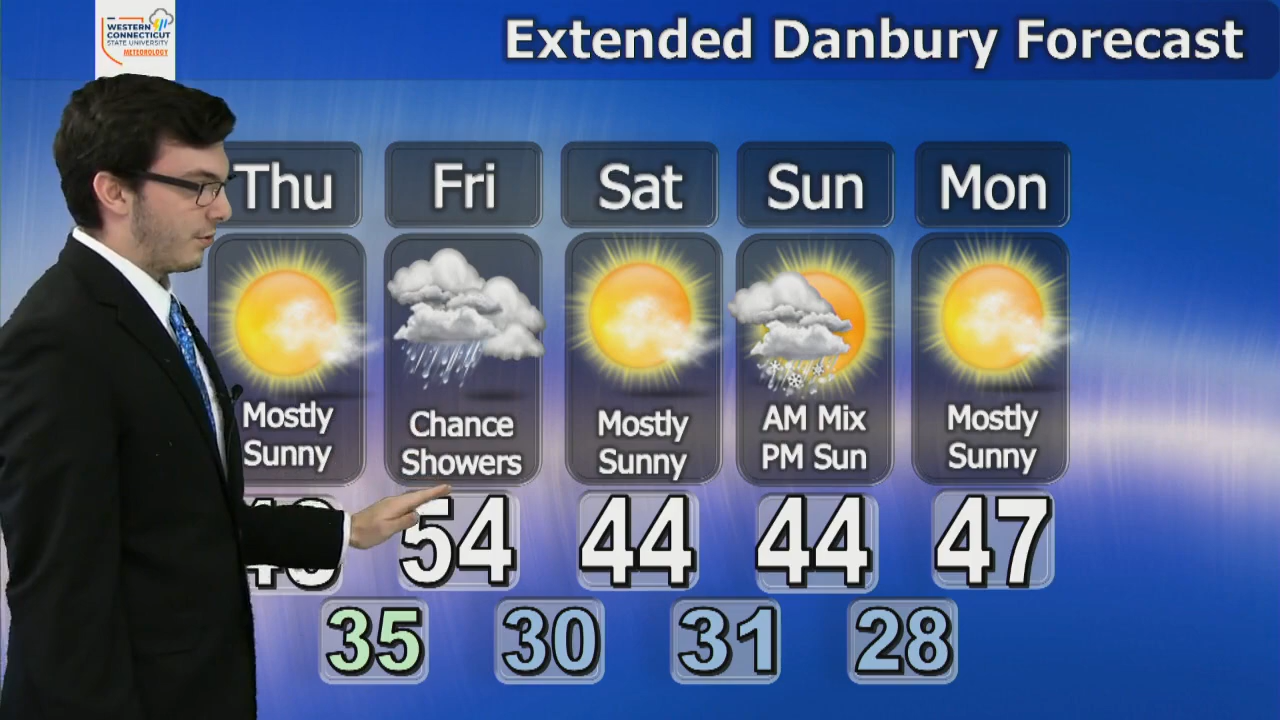 WESTERN
CONNECTICUT
STATE UNIVERSITY
METEOROLOGY
Extended Danbury Forecast
Thu Fri Sat Sun Mon
Mostly
Sunny
Chance
Showers
Mostly
Sunny
AM Mix
PM Sun
Mostly
Sunny
54 44 44 47
35 30 31 28